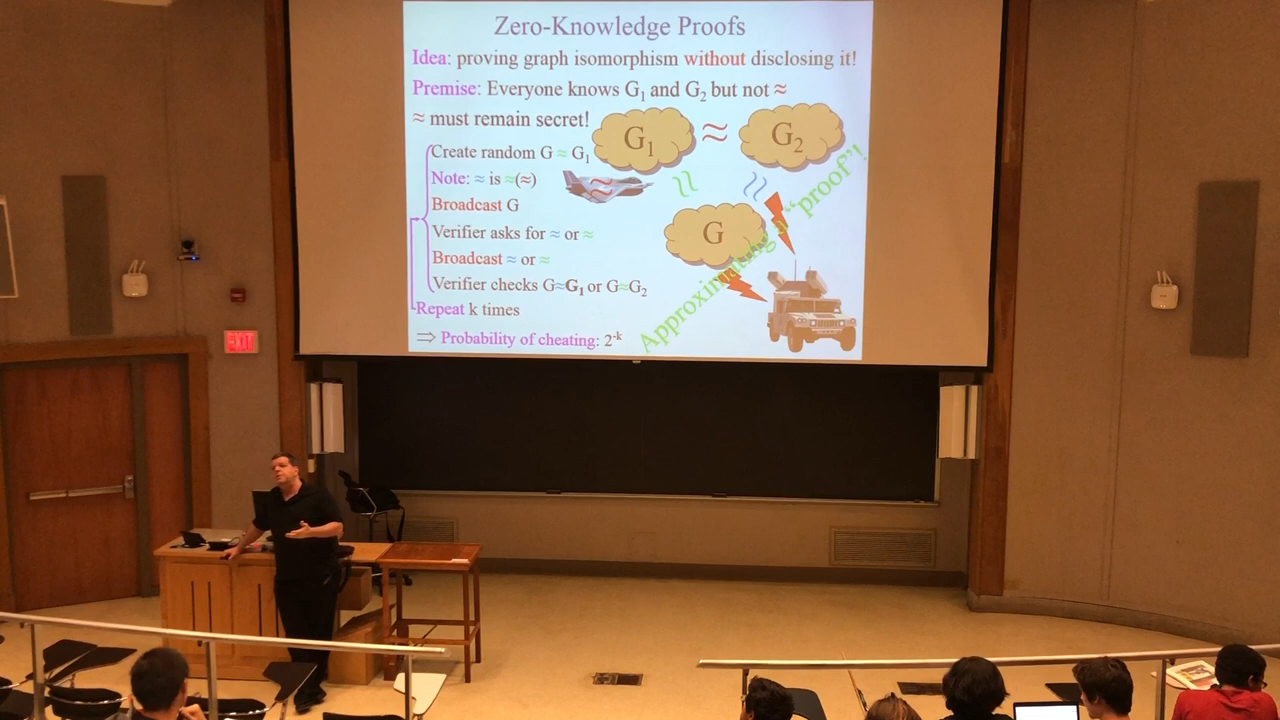 Zero-Knowledge Proofs
Idea: proving graph isomorphism without disclosing it!
Premise: Everyone knows G₁ and G₂ but not ≈
≈ must remain secret!
G₁ ≈ G₂
Create random G ≈ G₁
Note: ≈ is ≈(≈)
≈
≈ ≈
Broadcast G
G
Verifier asks for ≈ or ≈
Broadcast ≈ or ≈
Verifier checks G≈G₁ or G≈G₂
Repeat k times
⇒ Probability of cheating: 2⁻ᵏ
Approximating a "proof"!
EXIT